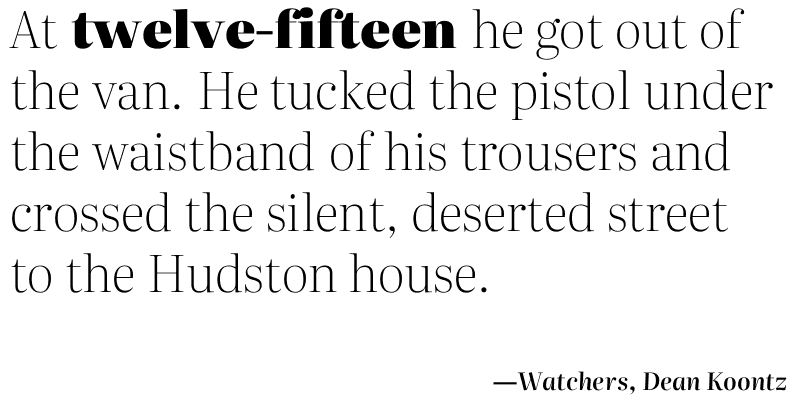 At twelve-fifteen he got out of
the van. He tucked the pistol under
the waistband of his trousers and
crossed the silent, deserted street
to the Hudston house.
—Watchers, Dean Koontz